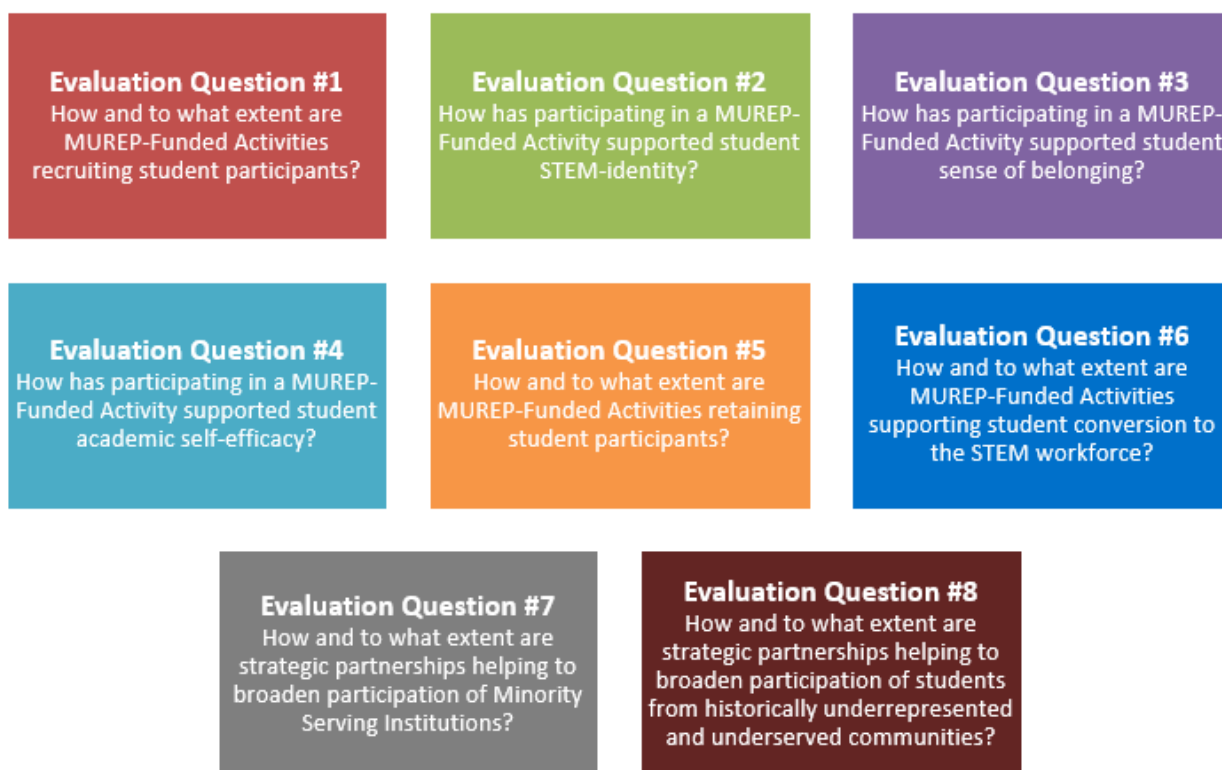 Evaluation Question #1
How and to what extent are
MUREP-Funded Activities
recruiting student participants?
Evaluation Question #2
How has participating in a MUREP-
Funded Activity supported student
STEM-identity?
Evaluation Question #3
How has participating in a MUREP-
Funded Activity supported student
sense of belonging?
Evaluation Question #4
How has participating in a MUREP-
Funded Activity supported student
academic self-efficacy?
Evaluation Question #5
How and to what extent are
MUREP-Funded Activities retaining
student participants?
Evaluation Question #6
How and to what extent are
MUREP-Funded Activities
supporting student conversion to
the STEM workforce?
Evaluation Question #7
How and to what extent are
strategic partnerships helping to
broaden participation of Minority
Serving Institutions?
Evaluation Question #8
How and to what extent are
strategic partnerships helping to
broaden participation of students
from historically underrepresented
and underserved communities?